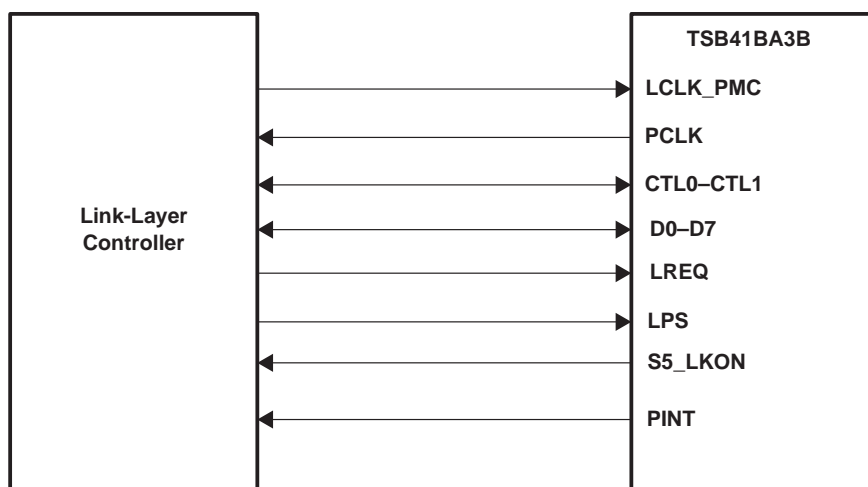 TSB41BA3B
LCLK_PMC
PCLK
CTL0–CTL1
Link-Layer
Controller
D0–D7
LREQ
LPS
S5_LKON
PINT